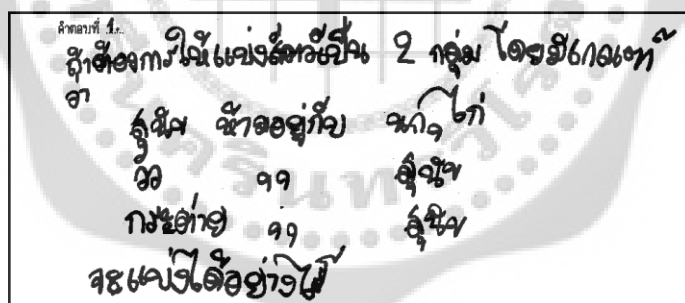 คำตอบที่ 1.
ถ้าต้องการให้แบ่งสัตว์เป็น 2 กลุ่ม โดยมีเกณฑ์
ว่า
สุนัข ห้ามอยู่กับ นก, ไก่
วัว " สุนัข
กระต่าย " สุนัข
จะแบ่งได้อย่างไร